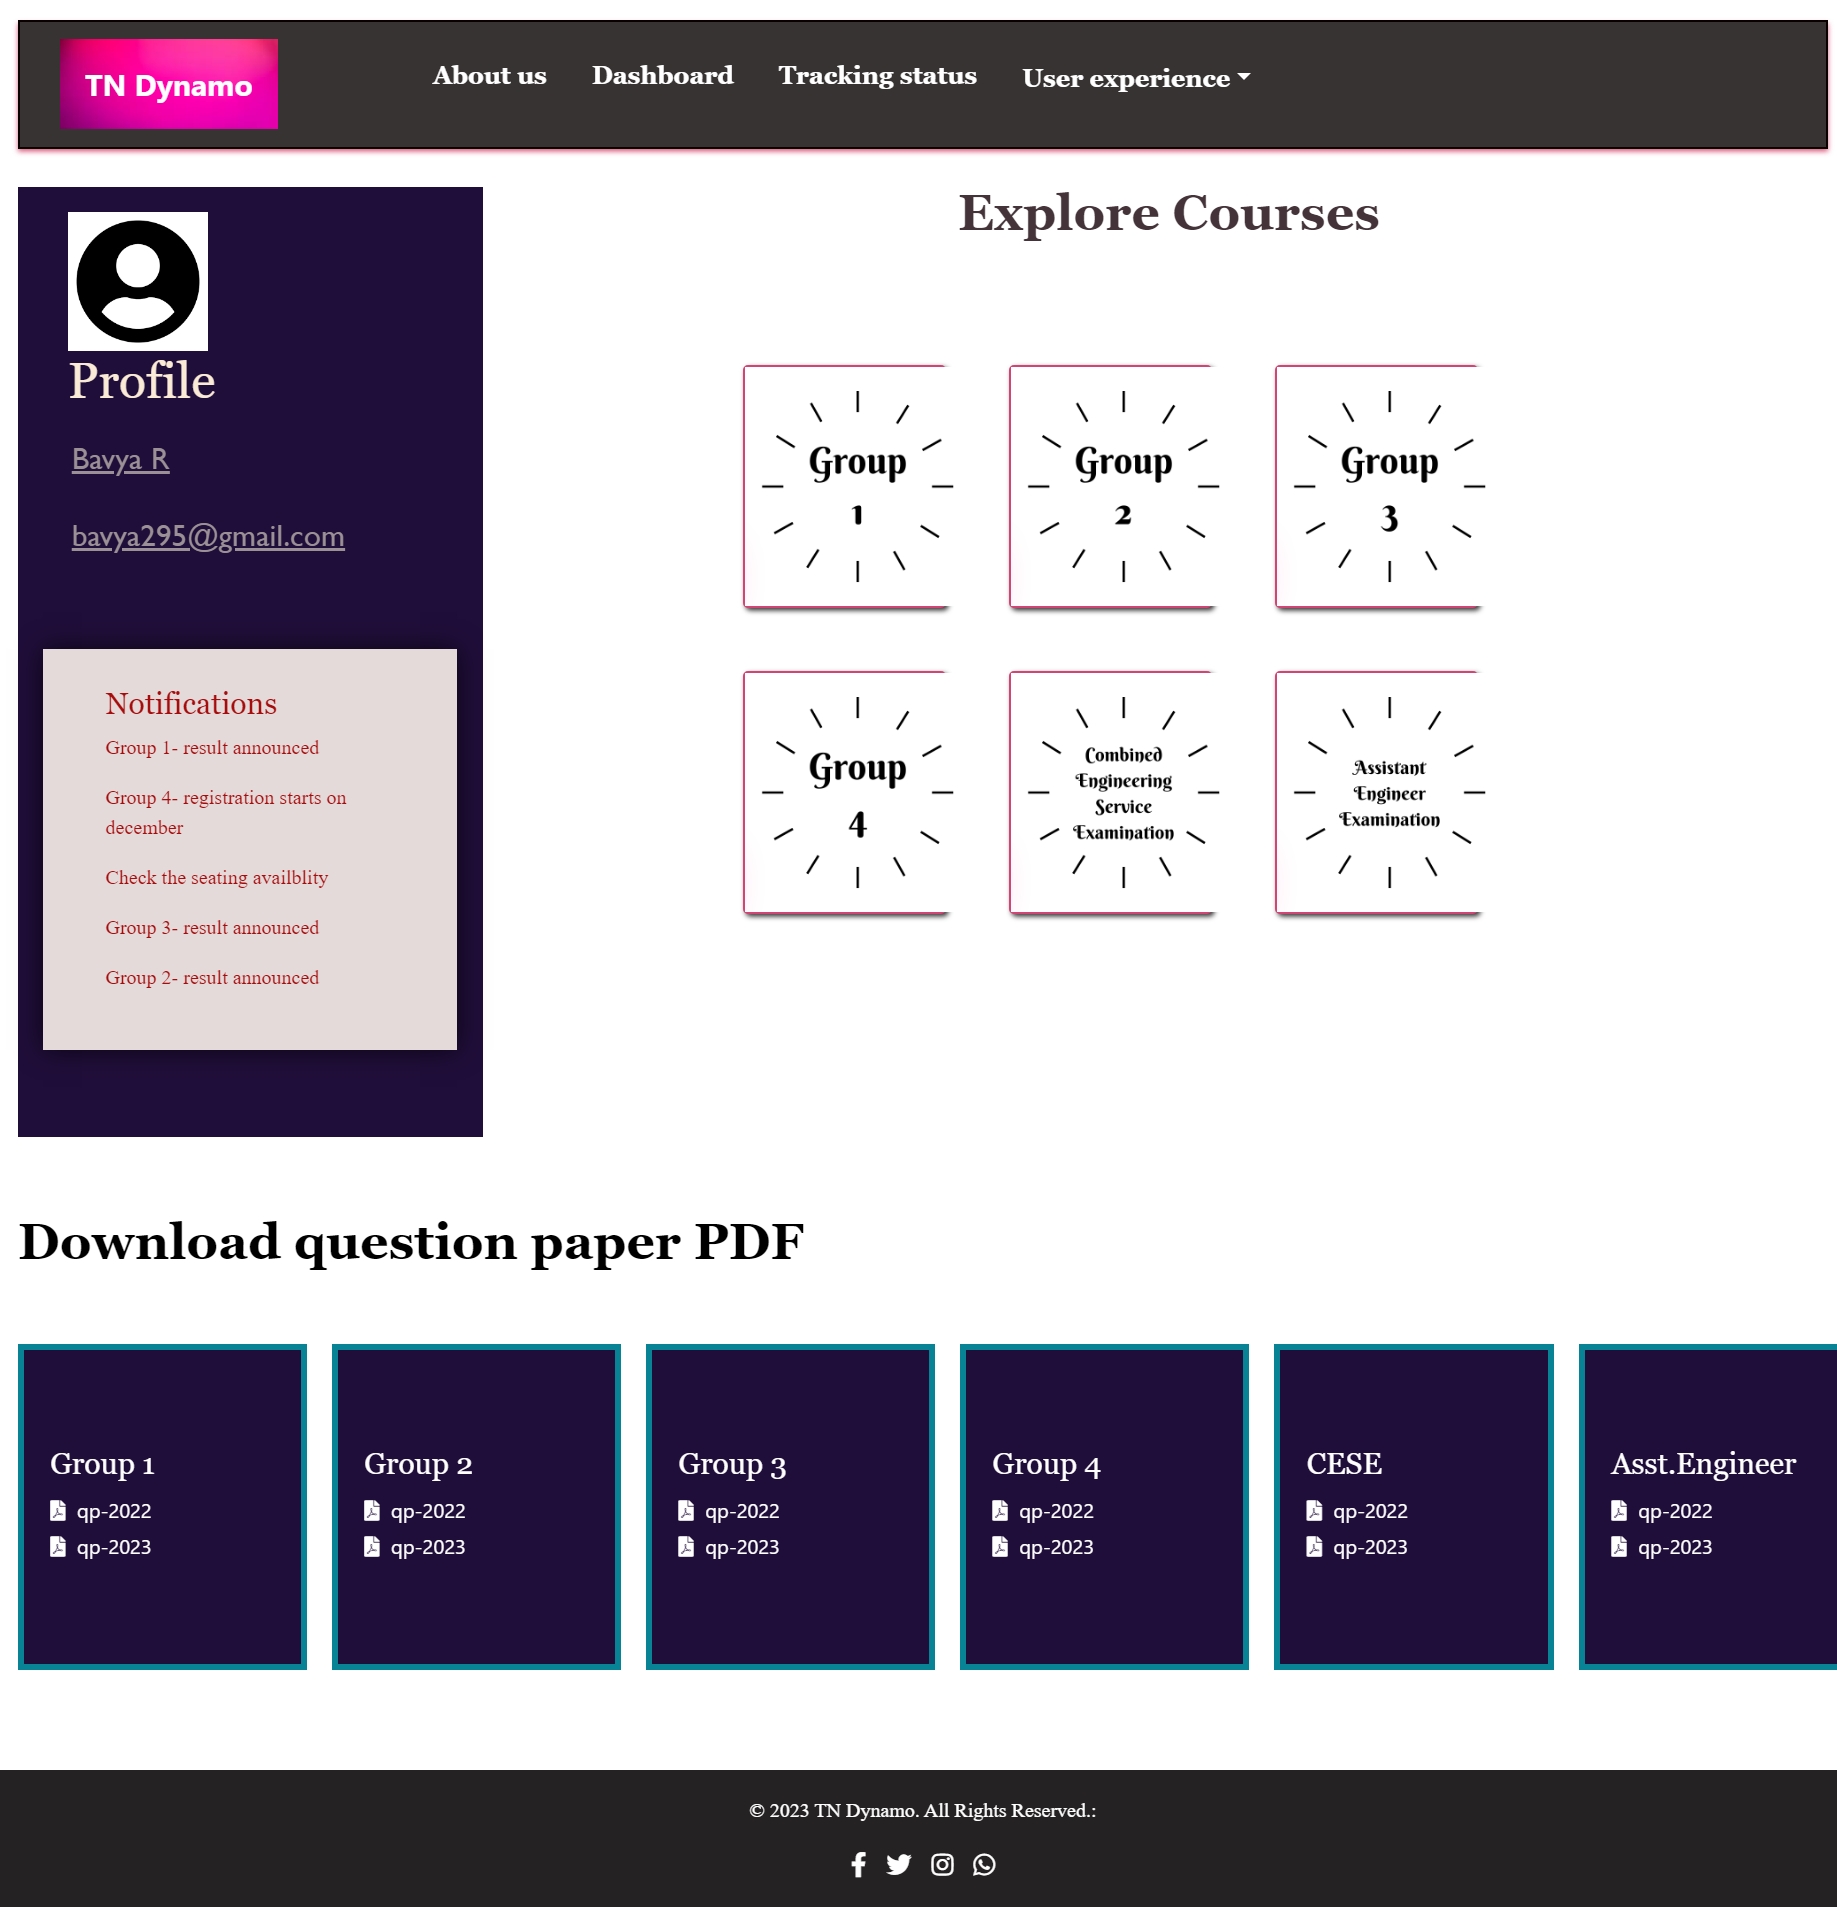 TN Dynamo
About us
Dashboard
Tracking status
User experience
Profile
Bavya R
bavya295@gmail.com
Notifications
Group 1- result announced
Group 4- registration starts on
december
Check the seating availblity
Group 3- result announced
Group 2- result announced
Explore Courses
Group
1
Group
2
Group
3
Group
4
Combined
Engineering
Service
Examination
Assistant
Engineer
Examination
Download question paper PDF
Group 1
qp-2022
qp-2023
Group 2
qp-2022
qp-2023
Group 3
qp-2022
qp-2023
Group 4
qp-2022
qp-2023
CESE
qp-2022
qp-2023
Asst.Engineer
qp-2022
qp-2023
© 2023 TN Dynamo. All Rights Reserved.: